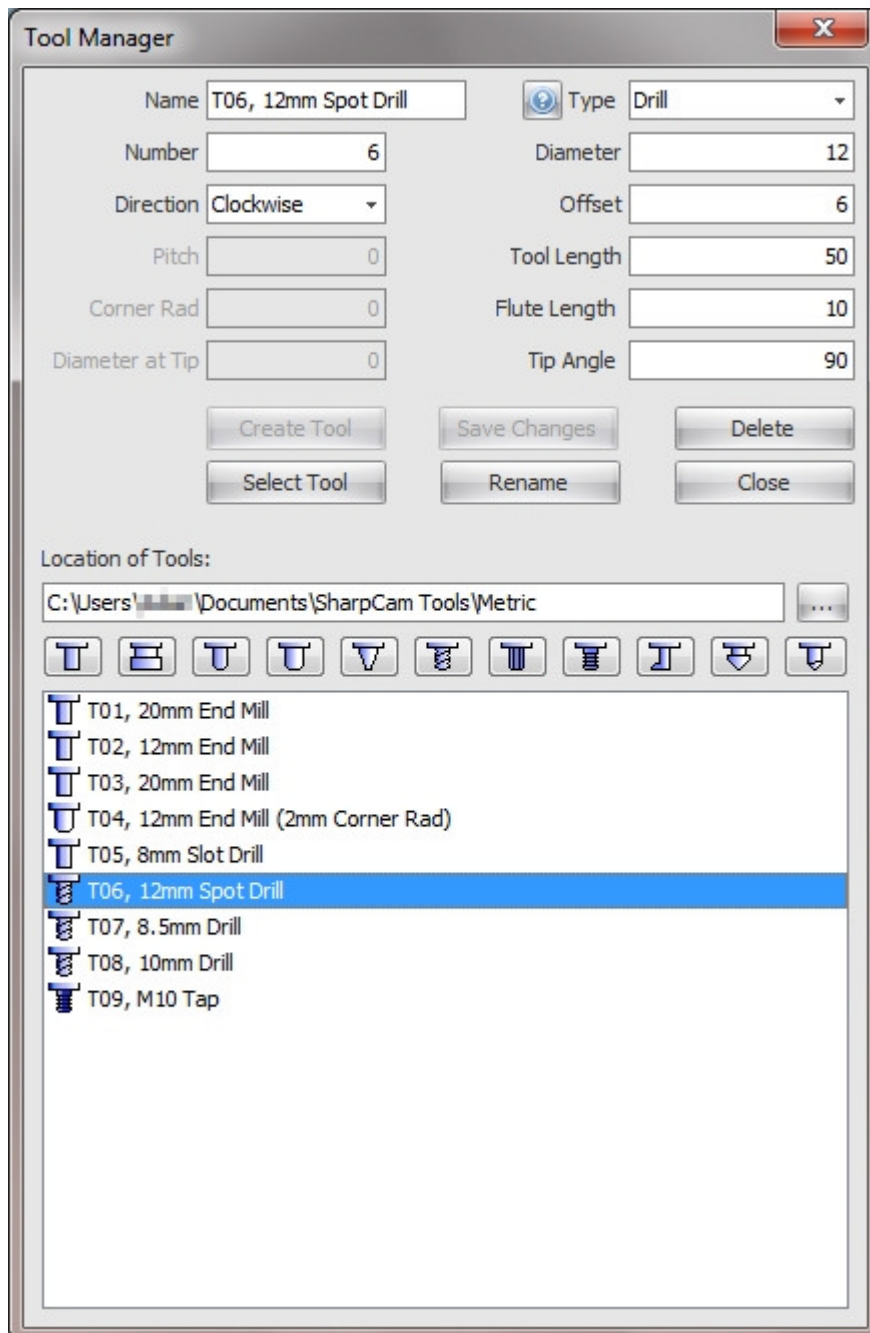 Tool Manager
Name T06, 12mm Spot Drill Type Drill
Number 6 Diameter 12
Direction Clockwise Offset 6
Pitch 0 Tool Length 50
Corner Rad 0 Flute Length 10
Diameter at Tip 0 Tip Angle 90
Create Tool Save Changes Delete
Select Tool Rename Close
Location of Tools:
C:\Users\ \Documents\SharpCam Tools\Metric ...
T01, 20mm End Mill
T02, 12mm End Mill
T03, 20mm End Mill
T04, 12mm End Mill (2mm Corner Rad)
T05, 8mm Slot Drill
T06, 12mm Spot Drill
T07, 8.5mm Drill
T08, 10mm Drill
T09, M10 Tap